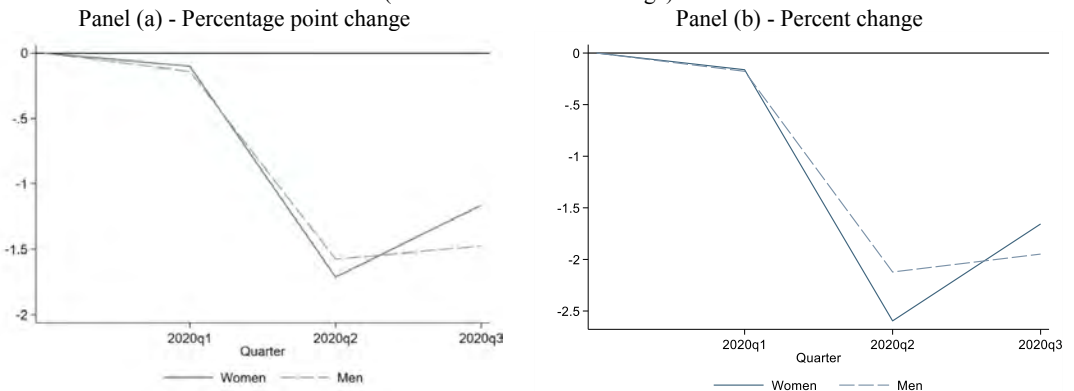 Panel (a) - Percentage point change
0
-.5
-1
-1.5
-2
2020q1 2020q2 2020q3
Quarter
Women Men
Panel (b) - Percent change
0
-.5
-1
-1.5
-2
-2.5
2020q1 2020q2 2020q3
Quarter
Women Men